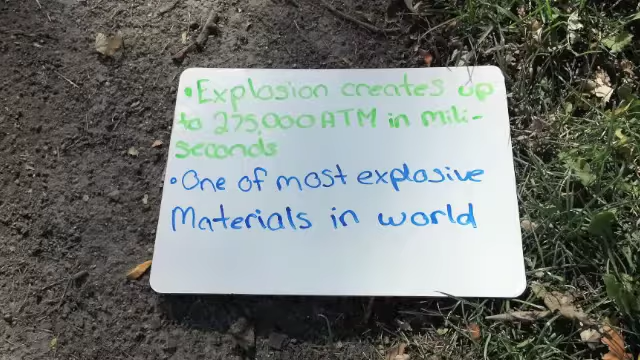 •Explosion creates up
to 275,000 ATM in mili-
seconds
•One of most explosive
Materials in world